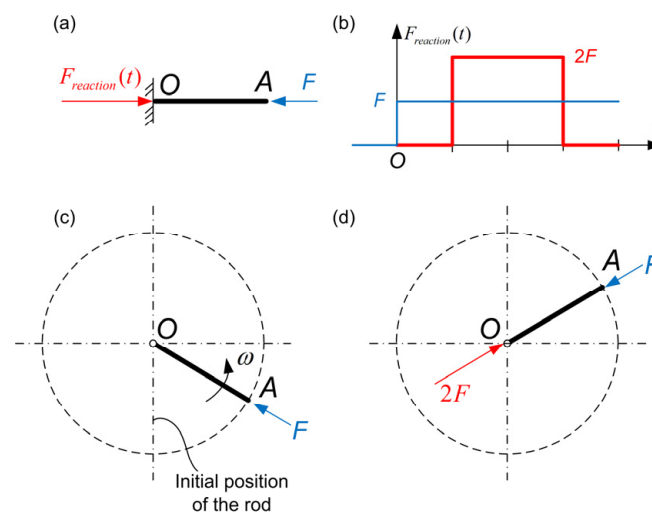 (a)
F_reaction(t)
O
A
F
(b)
F_reaction(t)
2F
F
O
(c)
O
ω
A
F
Initial position
of the rod
(d)
A
F
O
2F